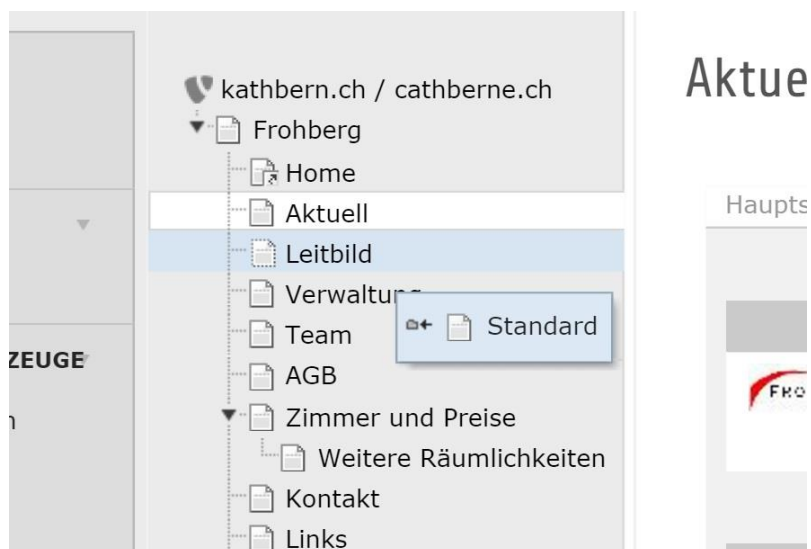 kathbern.ch / cathberne.ch
Frohberg
Home
Aktuell
Leitbild
Verwaltung
Team
AGB
Zimmer und Preise
Weitere Räumlichkeiten
Kontakt
Links
Standard
ZEUGE
Aktue
Haupts
FRO